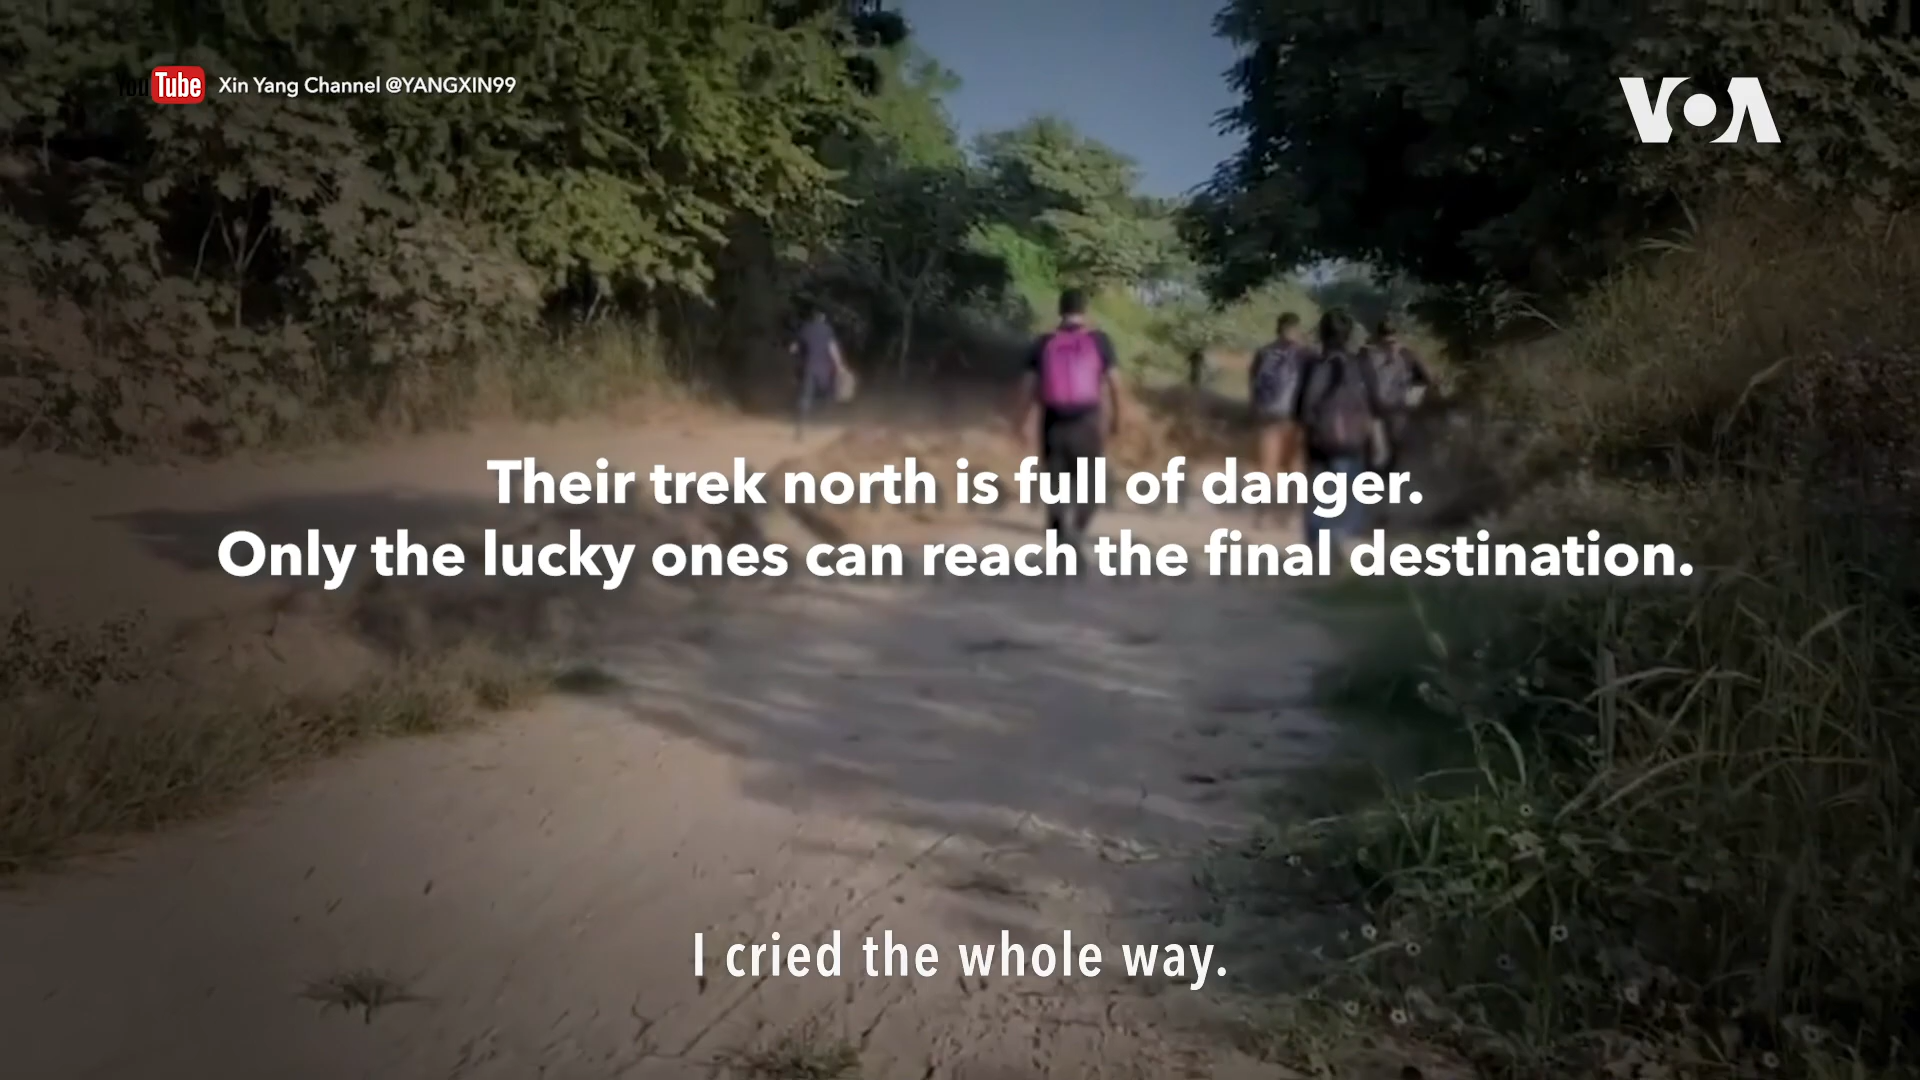 YouTube Xin Yang Channel @YANGXIN99
VOA
Their trek north is full of danger.
Only the lucky ones can reach the final destination.
I cried the whole way.